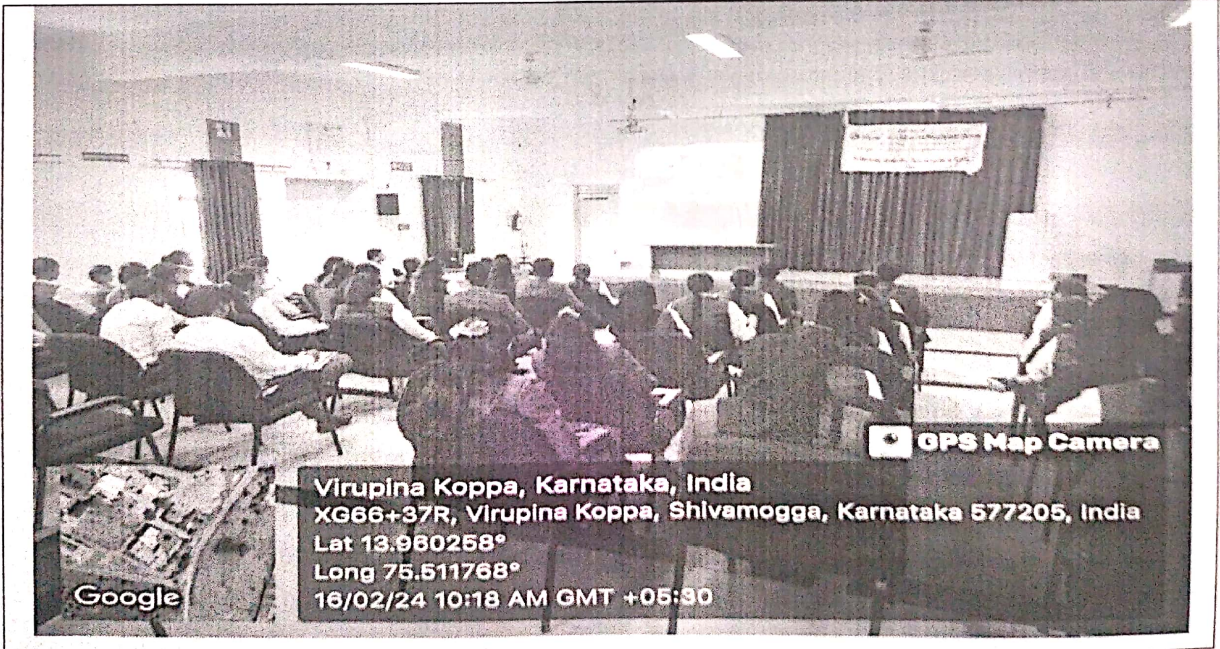 GPS Map Camera
Virupina Koppa, Karnataka, India
XG66+37R, Virupina Koppa, Shivamogga, Karnataka 577205, India
Lat 13.960258°
Long 75.511768°
16/02/24 10:18 AM GMT +05:30
Google